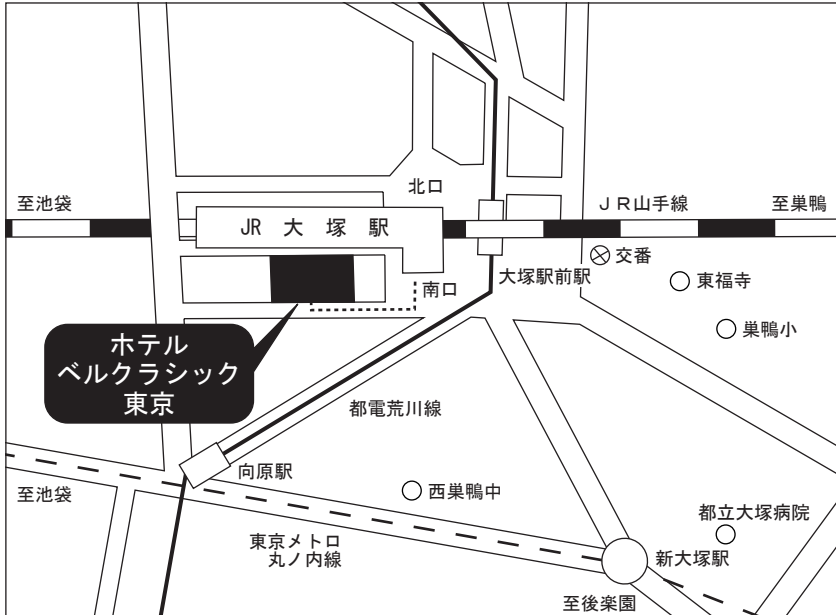 北口
至池袋
JR 大 塚 駅
JR山手線
至巣鴨
交番
大塚駅前駅
東福寺
南口
巣鴨小
ホテル
ベルクラシック
東京
都電荒川線
向原駅
至池袋
西巣鴨中
都立大塚病院
東京メトロ
丸ノ内線
新大塚駅
至後楽園